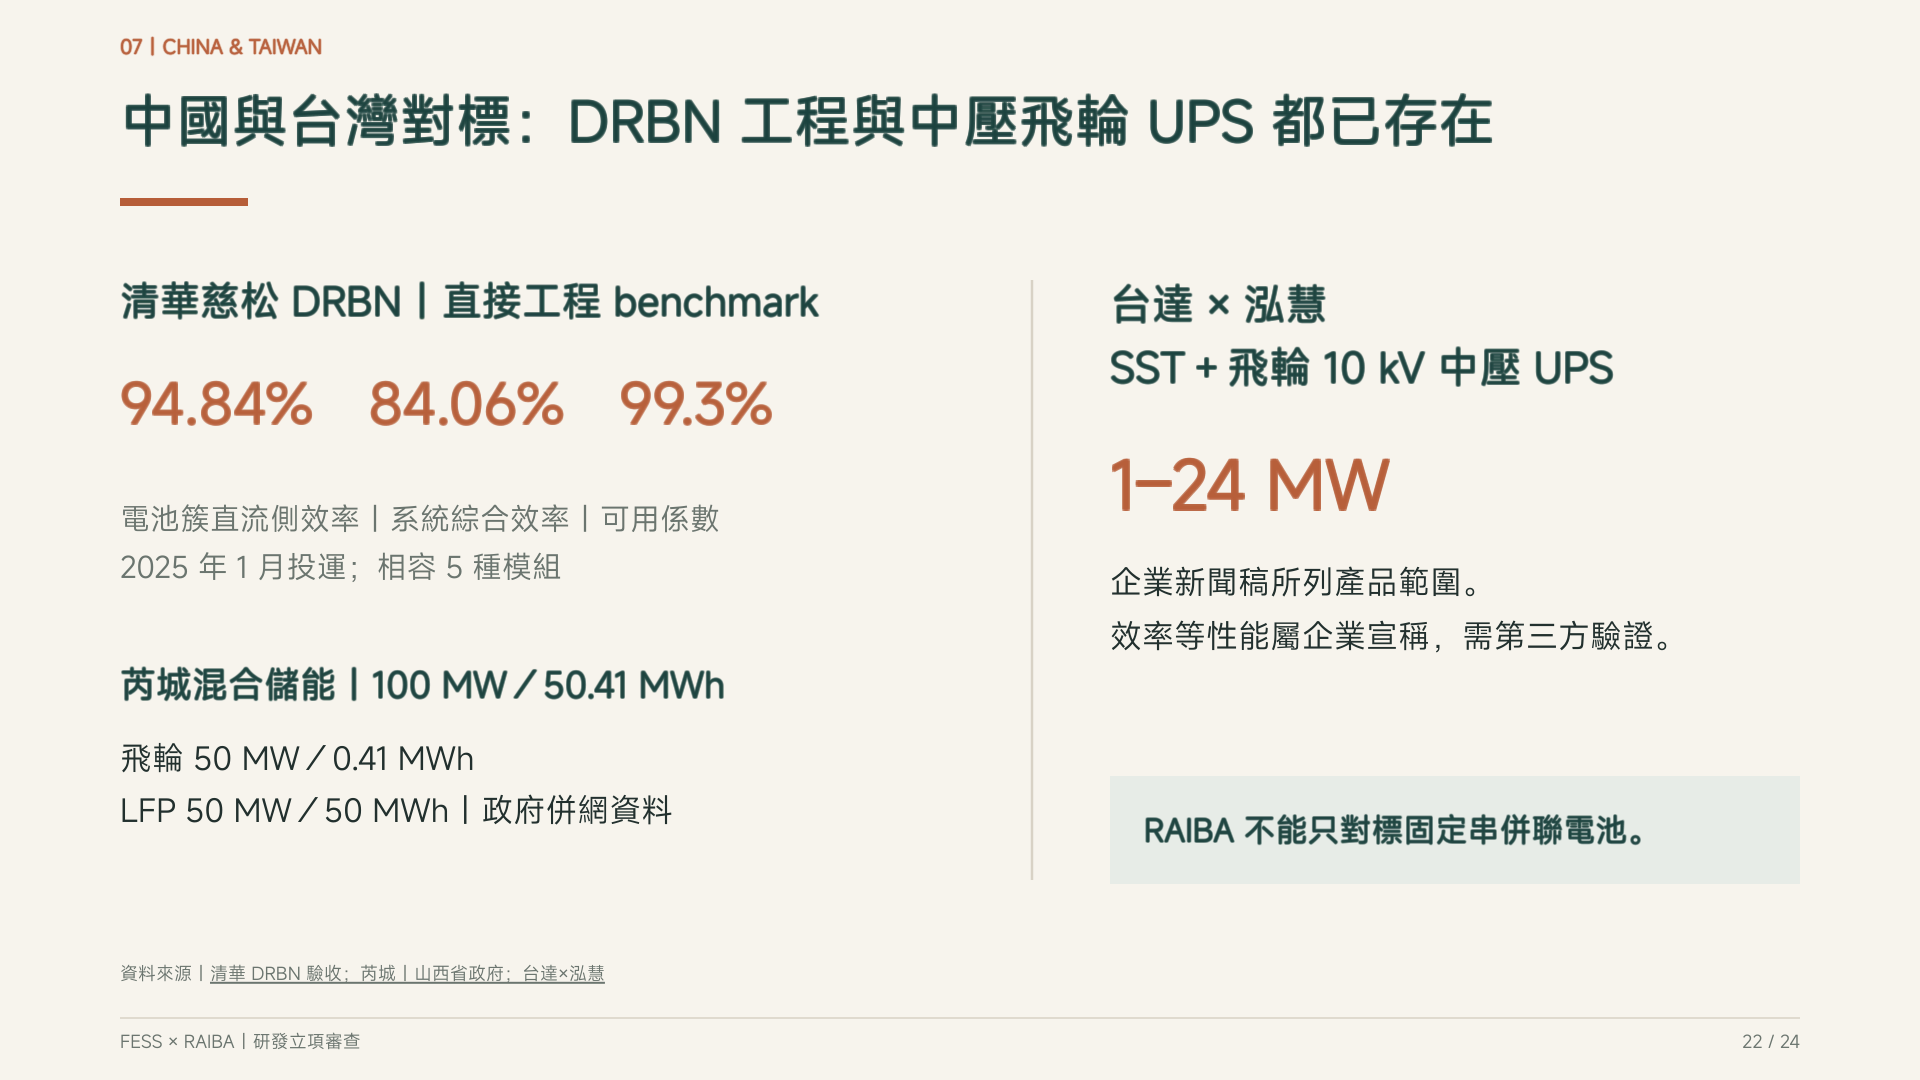 07｜CHINA & TAIWAN
中國與台灣對標：DRBN 工程與中壓飛輪 UPS 都已存在
清華慈松 DRBN｜直接工程 benchmark
94.84% 84.06% 99.3%
電池簇直流側效率｜系統綜合效率｜可用係數
2025 年 1 月投運；相容 5 種模組
芮城混合儲能｜100 MW／50.41 MWh
飛輪 50 MW／0.41 MWh
LFP 50 MW／50 MWh｜政府併網資料
台達 × 泓慧
SST + 飛輪 10 kV 中壓 UPS
1–24 MW
企業新聞稿所列產品範圍。
效率等性能屬企業宣稱，需第三方驗證。
RAIBA 不能只對標固定串併聯電池。
資料來源｜清華 DRBN 驗收；芮城｜山西省政府；台達×泓慧
FESS × RAIBA｜研發立項審查
22 / 24